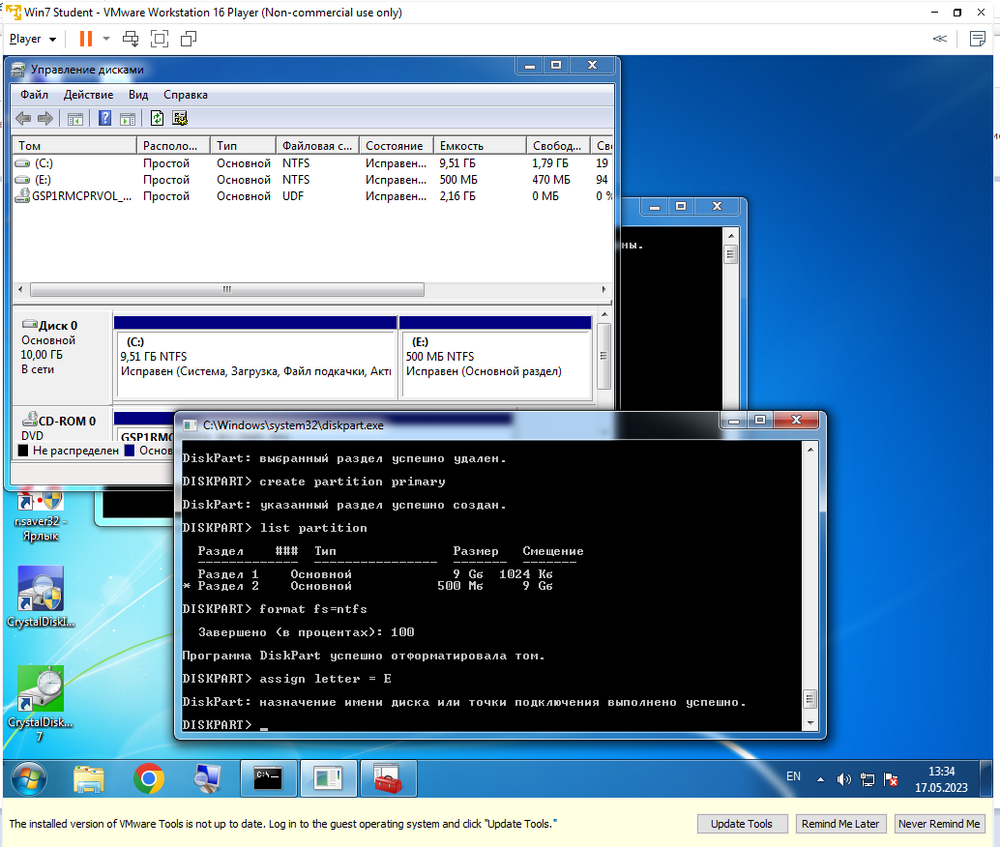 Win7 Student - VMware Workstation 16 Player (Non-commercial use only)
Player
Управление дисками
Файл Действие Вид Справка
Том Располо... Тип Файловая с... Состояние Емкость Свобод...
(C:) Простой Основной NTFS Исправен... 9,51 ГБ 1,79 ГБ 19
(E:) Простой Основной NTFS Исправен... 500 МБ 470 МБ 94
GSP1RMCPRVOL_... Простой Основной UDF Исправен... 2,16 ГБ 0 МБ 0 %
ны.
Диск 0
Основной
10,00 ГБ
В сети
(C:)
9,51 ГБ NTFS
Исправен (Система, Загрузка, Файл подкачки, Акти
(E:)
500 МБ NTFS
Исправен (Основной раздел)
CD-ROM 0
DVD
GSP1RMC
Не распределен Основ
C:\Windows\system32\diskpart.exe
DiskPart: выбранный раздел успешно удален.
DISKPART> create partition primary
DiskPart: указанный раздел успешно создан.
DISKPART> list partition
Раздел ### Тип Размер Смещение
------------- ---------------- ------- -------
Раздел 1 Основной 9 Gб 1024 Kб
* Раздел 2 Основной 500 Mб 9 Gб
DISKPART> format fs=ntfs
Завершено (в процентах): 100
Программа DiskPart успешно отформатировала том.
DISKPART> assign letter = E
DiskPart: назначение имени диска или точки подключения выполнено успешно.
DISKPART> _
r.saver32 -
Ярлык
CrystalDiskI...
CrystalDisk...
7
C:\_
EN
13:34
17.05.2023
The installed version of VMware Tools is not up to date. Log in to the guest operating system and click "Update Tools."
Update Tools Remind Me Later Never Remind Me